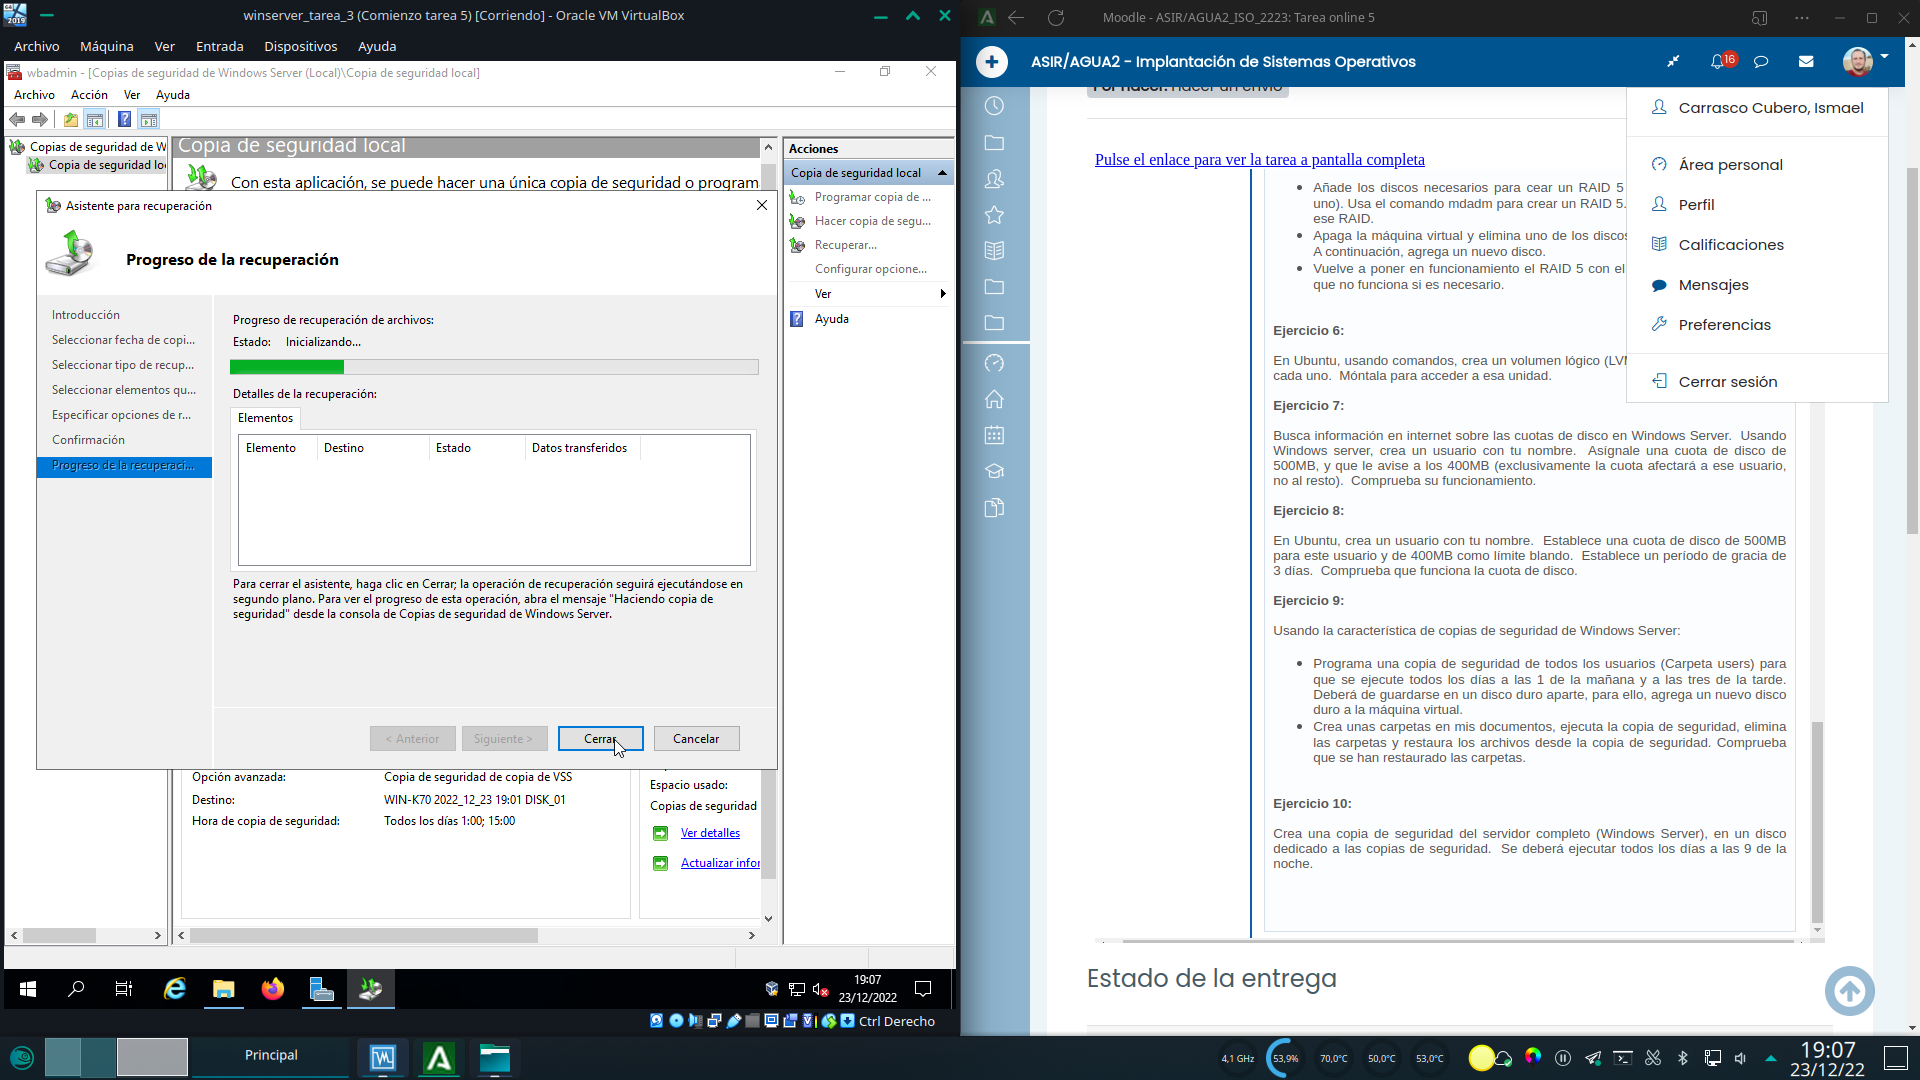 winserver_tarea_3 (Comienzo tarea 5) [Corriendo] - Oracle VM VirtualBox
Archivo Máquina Ver Entrada Dispositivos Ayuda
wbadmin - [Copias de seguridad de Windows Server (Local)\Copia de seguridad local]
Archivo Acción Ver Ayuda
Copias de seguridad de W
Copia de seguridad lo
Copia de seguridad local
Con esta aplicación, se puede hacer una única copia de seguridad o program
Asistente para recuperación
Progreso de la recuperación
Introducción
Seleccionar fecha de copi...
Seleccionar tipo de recup...
Seleccionar elementos qu...
Especificar opciones de r...
Confirmación
Progreso de la recuperaci...
Progreso de recuperación de archivos:
Estado: Inicializando...
Detalles de la recuperación:
Elementos
Elemento Destino Estado Datos transferidos
Para cerrar el asistente, haga clic en Cerrar; la operación de recuperación seguirá ejecutándose en
segundo plano. Para ver el progreso de esta operación, abra el mensaje "Haciendo copia de
seguridad" desde la consola de Copias de seguridad de Windows Server.
< Anterior Siguiente > Cerrar Cancelar
Opción avanzada: Copia de seguridad de copia de VSS
Destino: WIN-K70 2022_12_23 19:01 DISK_01
Hora de copia de seguridad: Todos los días 1:00; 15:00
Espacio usado:
Copias de seguridad
Ver detalles
Actualizar infor
Acciones
Copia de seguridad local
Programar copia de ...
Hacer copia de segu...
Recuperar...
Configurar opcione...
Ver
Ayuda
19:07
23/12/2022
Ctrl Derecho
Moodle - ASIR/AGUA2_ISO_2223: Tarea online 5
ASIR/AGUA2 - Implantación de Sistemas Operativos
16
Por hacer: Hacer un envío
Pulse el enlace para ver la tarea a pantalla completa
Carrasco Cubero, Ismael
Área personal
Perfil
Calificaciones
Mensajes
Preferencias
Cerrar sesión
Añade los discos necesarios para cear un RAID 5
uno). Usa el comando mdadm para crear un RAID 5.
ese RAID.
Apaga la máquina virtual y elimina uno de los discos
A continuación, agrega un nuevo disco.
Vuelve a poner en funcionamiento el RAID 5 con el
que no funciona si es necesario.
Ejercicio 6:
En Ubuntu, usando comandos, crea un volumen lógico (LVM
cada uno. Móntala para acceder a esa unidad.
Ejercicio 7:
Busca información en internet sobre las cuotas de disco en Windows Server. Usando
Windows server, crea un usuario con tu nombre. Asígnale una cuota de disco de
500MB, y que le avise a los 400MB (exclusivamente la cuota afectará a ese usuario,
no al resto). Comprueba su funcionamiento.
Ejercicio 8:
En Ubuntu, crea un usuario con tu nombre. Establece una cuota de disco de 500MB
para este usuario y de 400MB como límite blando. Establece un período de gracia de
3 días. Comprueba que funciona la cuota de disco.
Ejercicio 9:
Usando la característica de copias de seguridad de Windows Server:
Programa una copia de seguridad de todos los usuarios (Carpeta users) para
que se ejecute todos los días a las 1 de la mañana y a las tres de la tarde.
Deberá de guardarse en un disco duro aparte, para ello, agrega un nuevo disco
duro a la máquina virtual.
Crea unas carpetas en mis documentos, ejecuta la copia de seguridad, elimina
las carpetas y restaura los archivos desde la copia de seguridad. Comprueba
que se han restaurado las carpetas.
Ejercicio 10:
Crea una copia de seguridad del servidor completo (Windows Server), en un disco
dedicado a las copias de seguridad. Se deberá ejecutar todos los días a las 9 de la
noche.
Estado de la entrega
Principal
4,1 GHz 53,9% 70,0°C 50,0°C 53,0°C
19:07
23/12/22